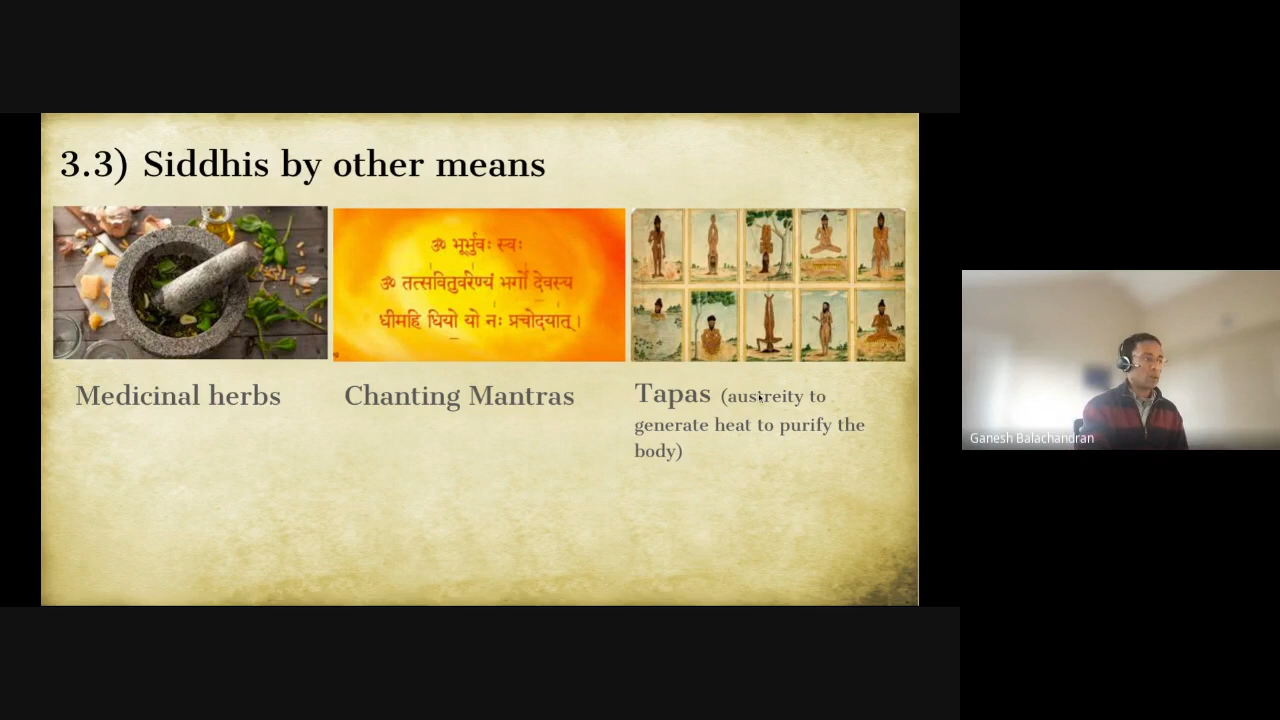 3.3) Siddhis by other means
ॐ भूर्भुवः स्वः
ॐ तत्सवितुर्वरेण्यं भर्गो देवस्य
धीमहि धियो यो नः प्रचोदयात्।
Medicinal herbs
Chanting Mantras
Tapas (austreity to
generate heat to purify the
body)
Ganesh Balachandran